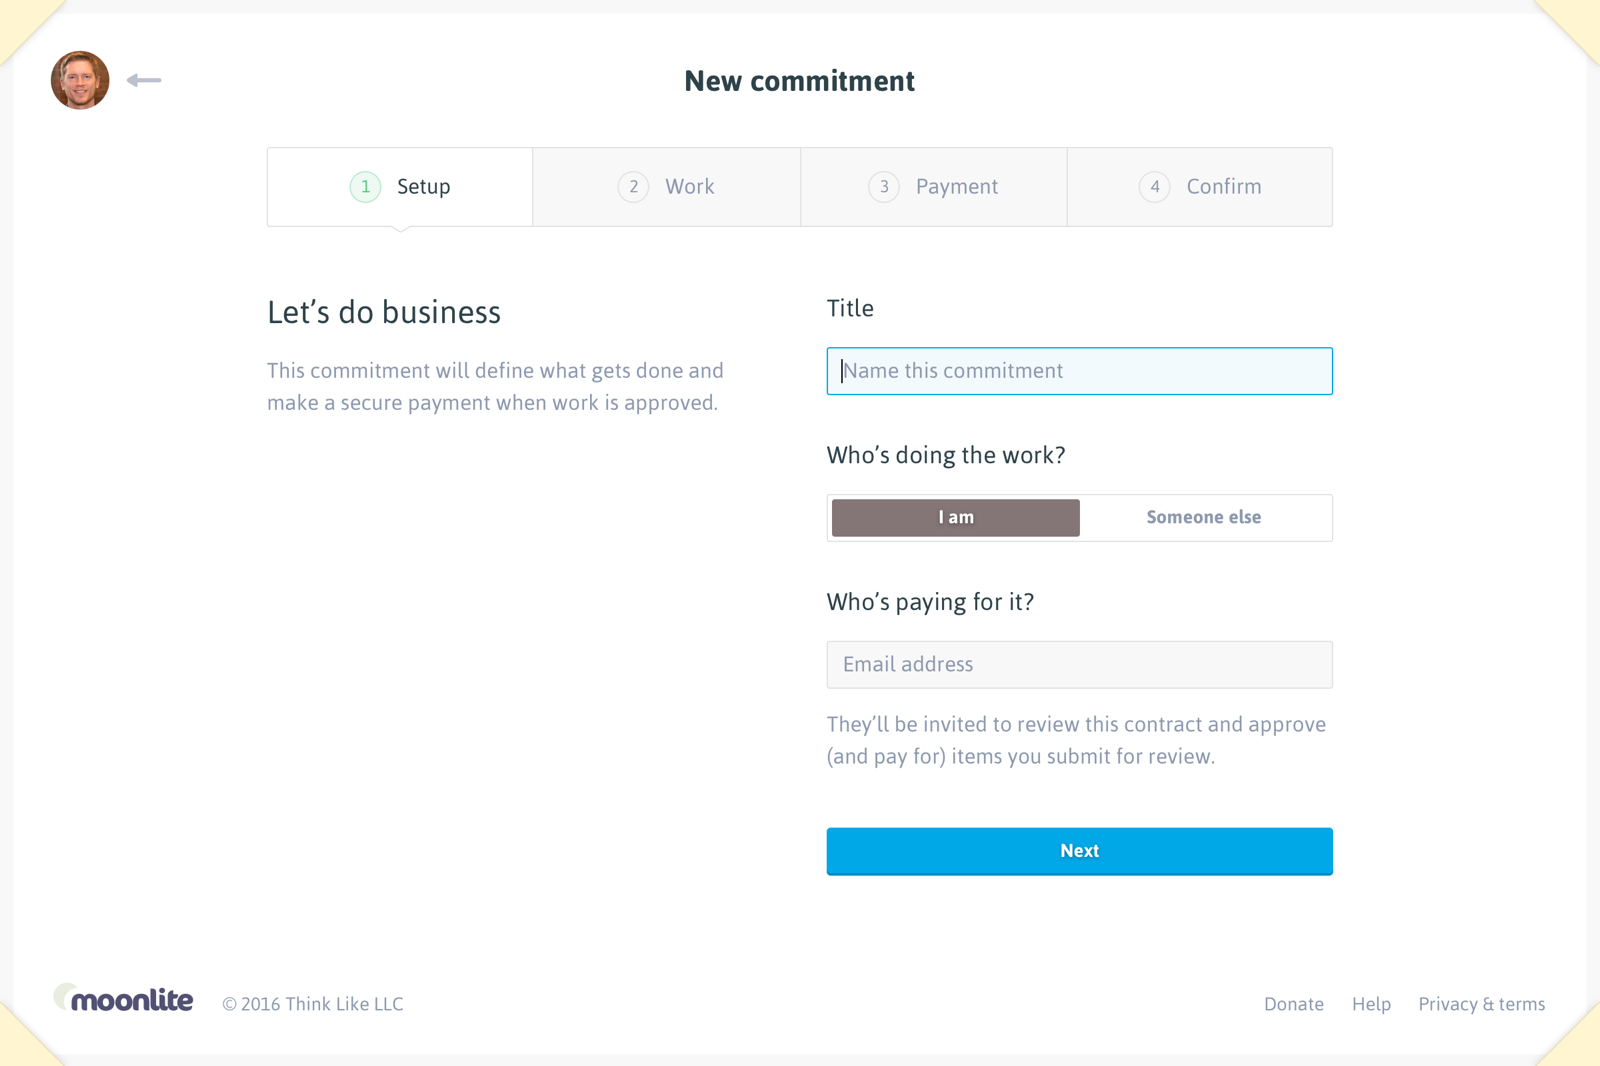 New commitment
1 Setup
2 Work
3 Payment
4 Confirm
Let’s do business
This commitment will define what gets done and
make a secure payment when work is approved.
Title
Name this commitment
Who’s doing the work?
I am
Someone else
Who’s paying for it?
Email address
They’ll be invited to review this contract and approve
(and pay for) items you submit for review.
Next
moonlite
© 2016 Think Like LLC
Donate
Help
Privacy & terms